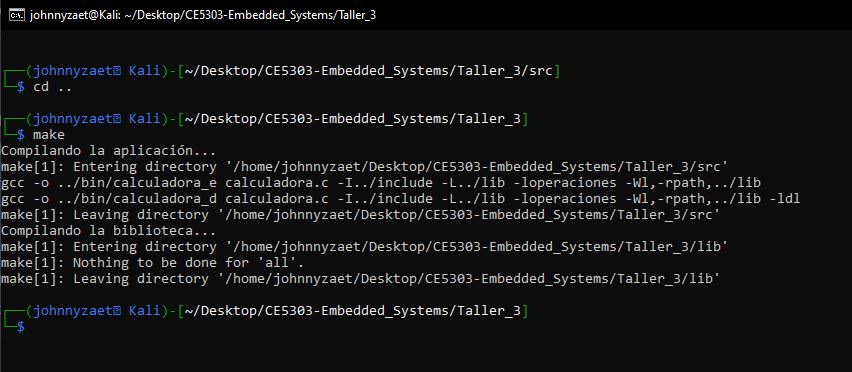 johnnyzaet@Kali: ~/Desktop/CE5303-Embedded_Systems/Taller_3
┌──(johnnyzaet Kali)-[~/Desktop/CE5303-Embedded_Systems/Taller_3/src]
└─$ cd ..
┌──(johnnyzaet Kali)-[~/Desktop/CE5303-Embedded_Systems/Taller_3]
└─$ make
Compilando la aplicación...
make[1]: Entering directory '/home/johnnyzaet/Desktop/CE5303-Embedded_Systems/Taller_3/src'
gcc -o ../bin/calculadora_e calculadora.c -I../include -L../lib -loperaciones -Wl,-rpath,../lib
gcc -o ../bin/calculadora_d calculadora.c -I../include -L../lib -loperaciones -Wl,-rpath,../lib -ldl
make[1]: Leaving directory '/home/johnnyzaet/Desktop/CE5303-Embedded_Systems/Taller_3/src'
Compilando la biblioteca...
make[1]: Entering directory '/home/johnnyzaet/Desktop/CE5303-Embedded_Systems/Taller_3/lib'
make[1]: Nothing to be done for 'all'.
make[1]: Leaving directory '/home/johnnyzaet/Desktop/CE5303-Embedded_Systems/Taller_3/lib'
┌──(johnnyzaet Kali)-[~/Desktop/CE5303-Embedded_Systems/Taller_3]
└─$